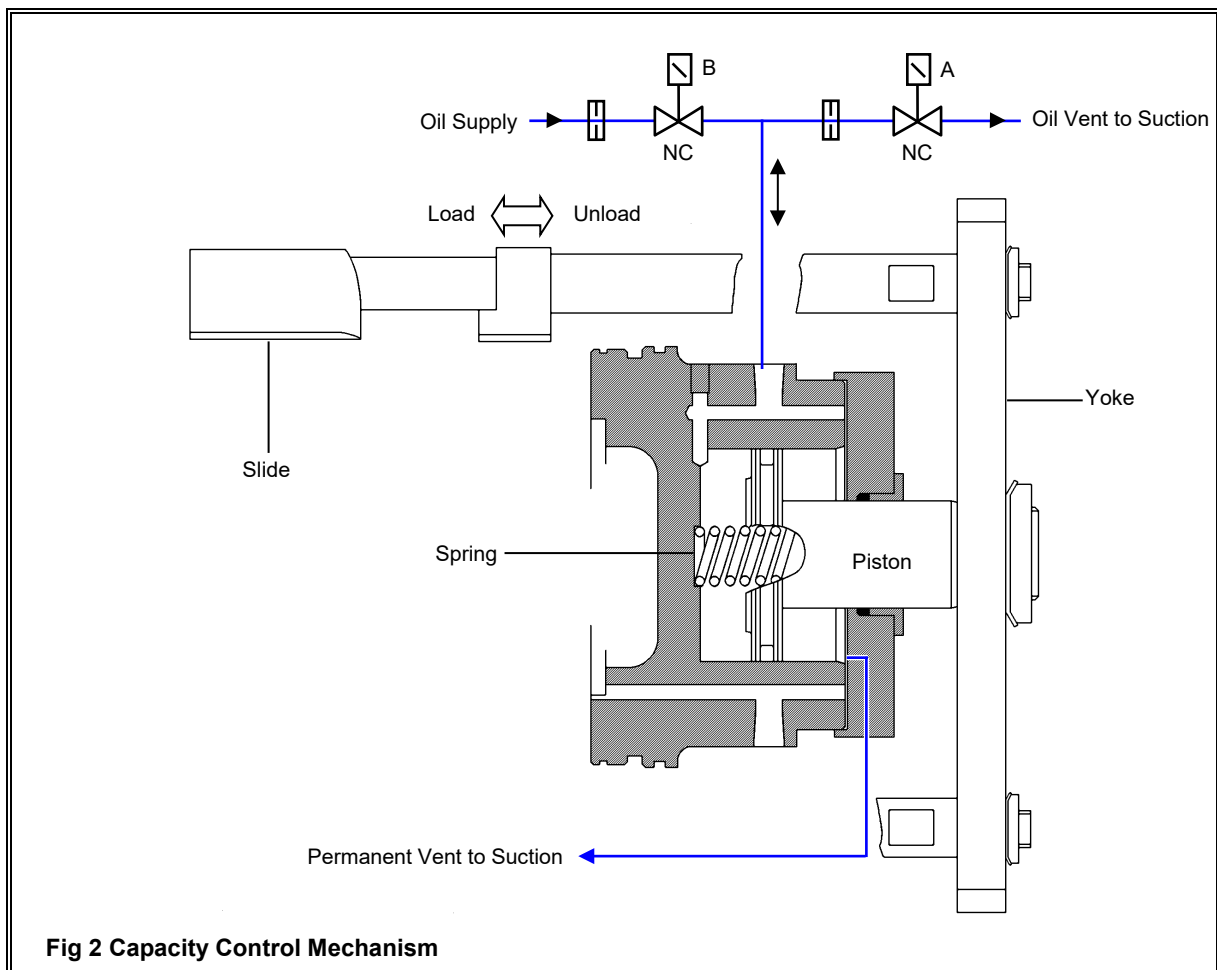 B
A
Oil Supply
Oil Vent to Suction
NC
NC
Load
Unload
Yoke
Slide
Spring
Piston
Permanent Vent to Suction
Fig 2 Capacity Control Mechanism